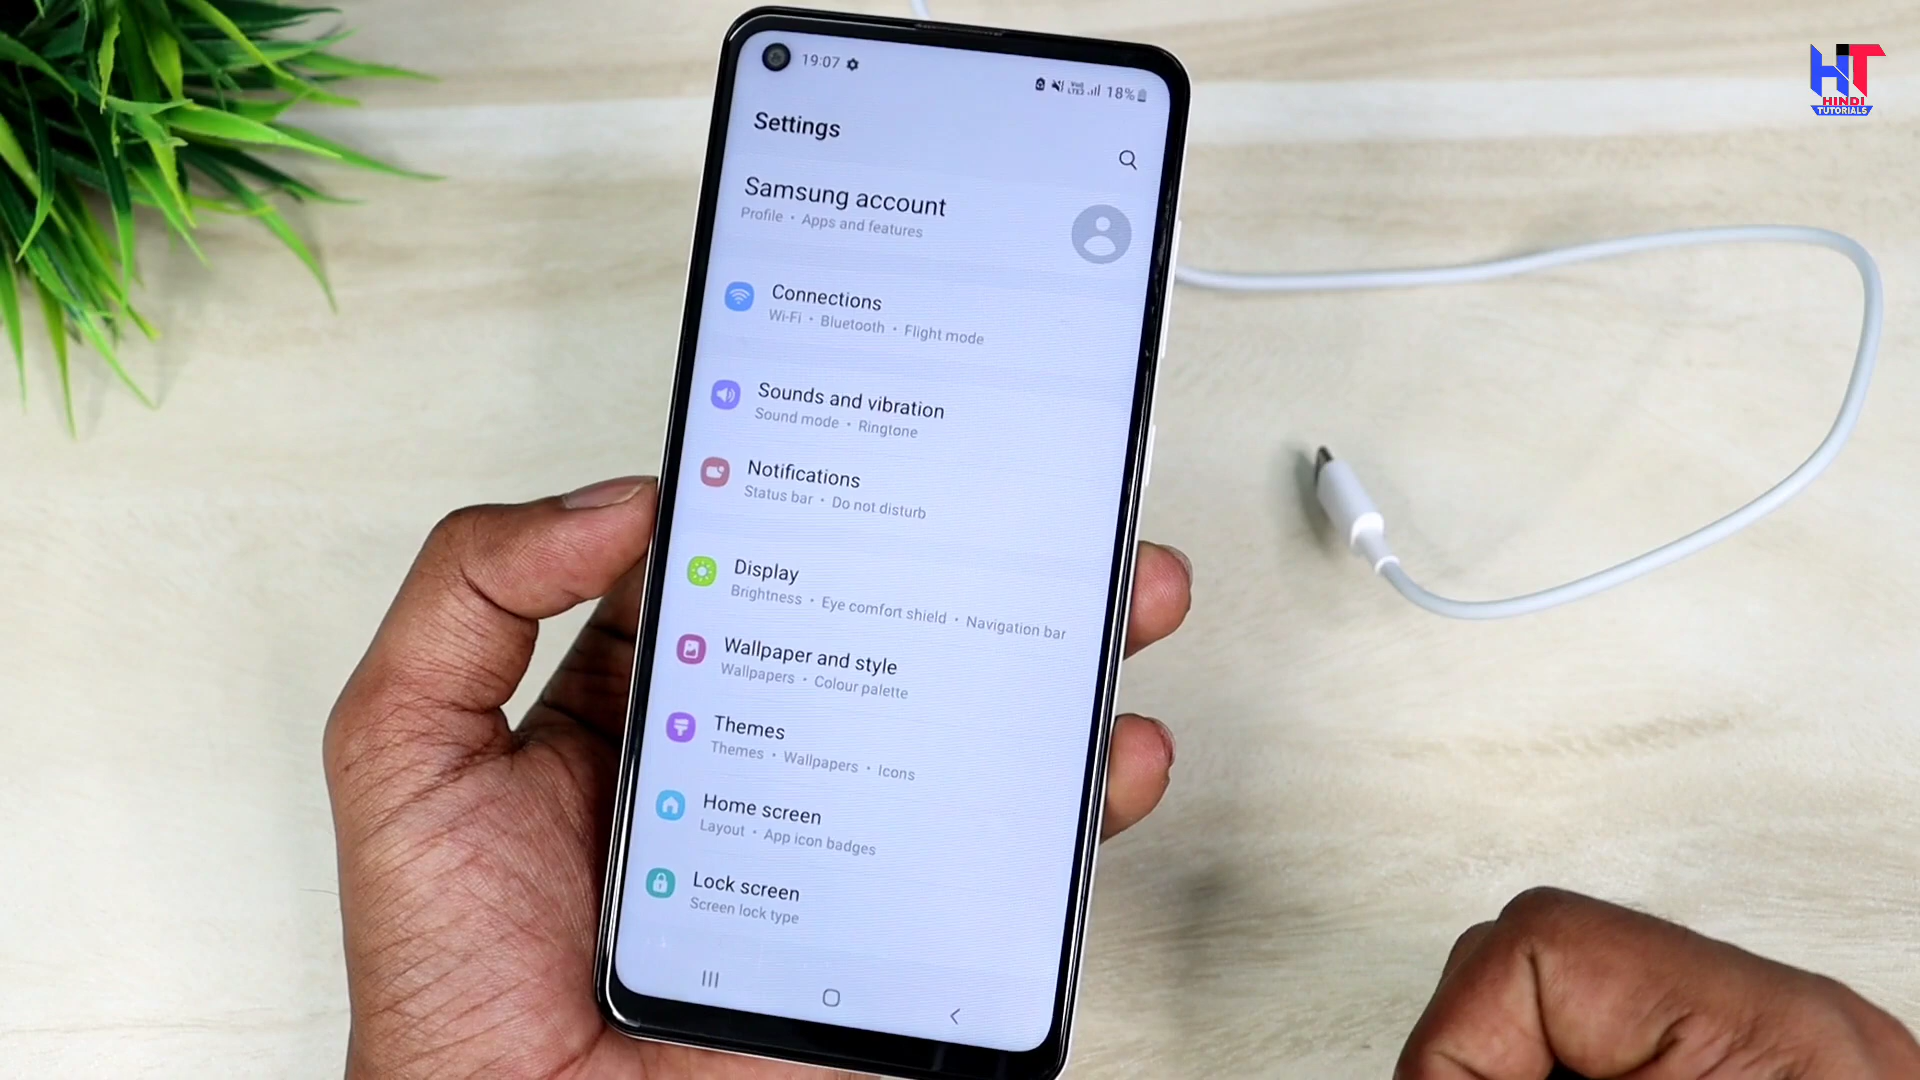 19:07
18%
HT
HINDI
TUTORIALS
Settings
Samsung account
Profile • Apps and features
Connections
Wi-Fi • Bluetooth • Flight mode
Sounds and vibration
Sound mode • Ringtone
Notifications
Status bar • Do not disturb
Display
Brightness • Eye comfort shield • Navigation bar
Wallpaper and style
Wallpapers • Colour palette
Themes
Themes • Wallpapers • Icons
Home screen
Layout • App icon badges
Lock screen
Screen lock type